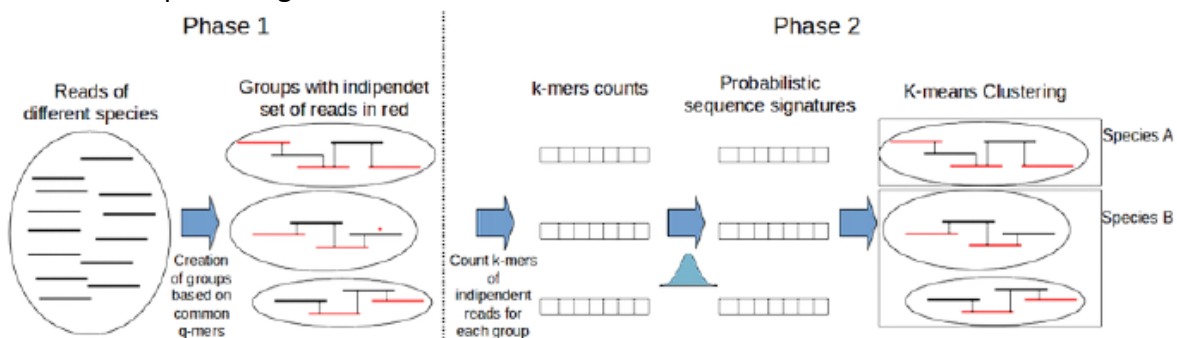 Phase 1
Phase 2
Reads of
different species
Groups with indipendet
set of reads in red
k-mers counts
Probabilistic
sequence signatures
K-means Clustering
Species A
Species B
Creation
of groups
based on
common
q-mers
Count k-mers
of
indipendent
reads for
each group